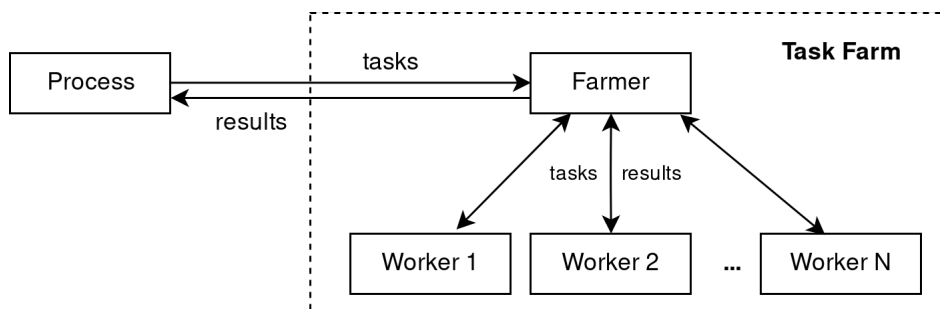 Task Farm
Process
tasks
Farmer
results
tasks results
Worker 1 Worker 2 ... Worker N